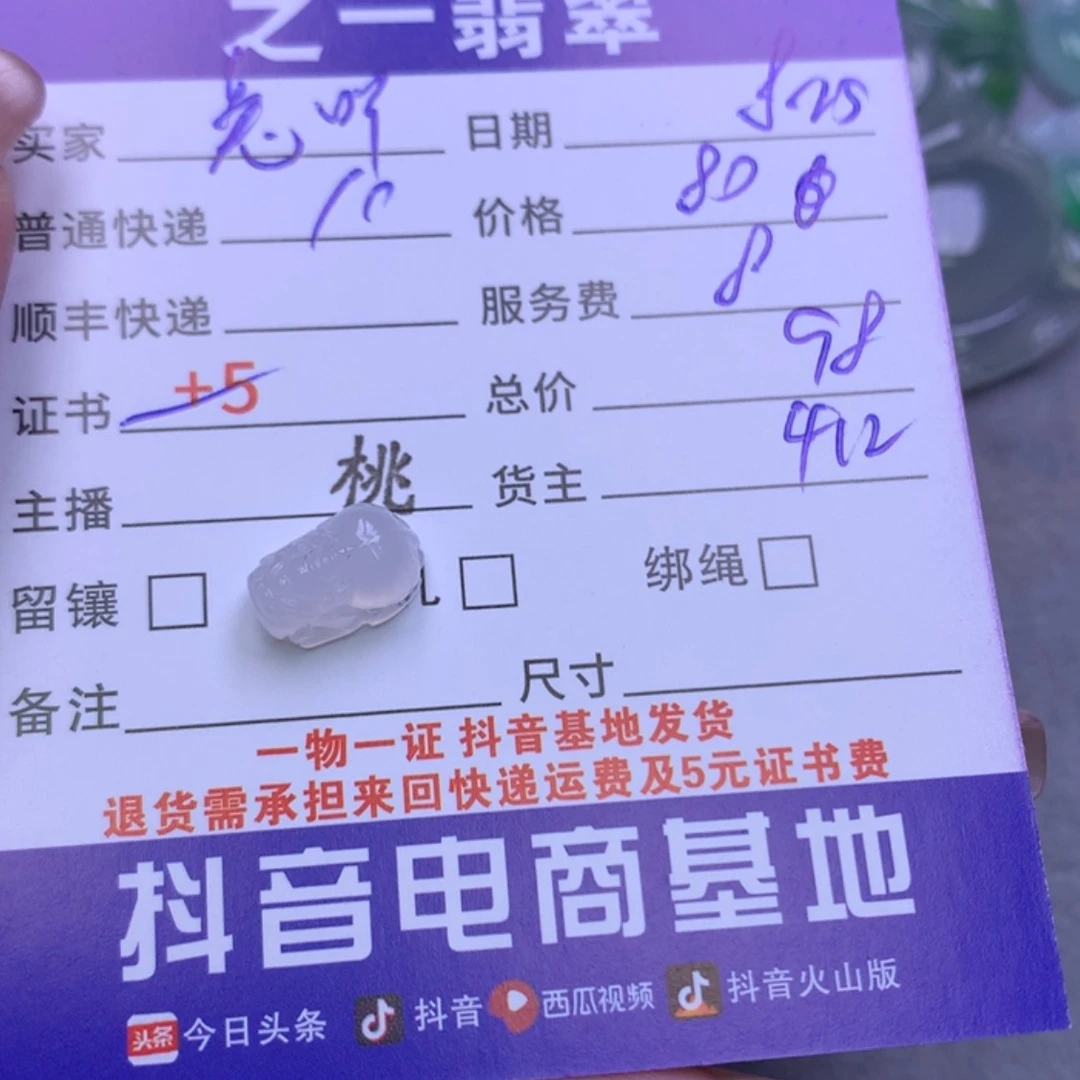 之一翡翠
买家 日期 525
普通快递 10 价格 80
顺丰快递 服务费 8
证书 +5 总价 98
主播 桃 货主 412
留镶 □ □ 绑绳 □
备注 尺寸
一物一证 抖音基地发货
退货需承担来回快递运费及5元证书费
抖音电商基地
头条 今日头条 抖音 西瓜视频 抖音火山版